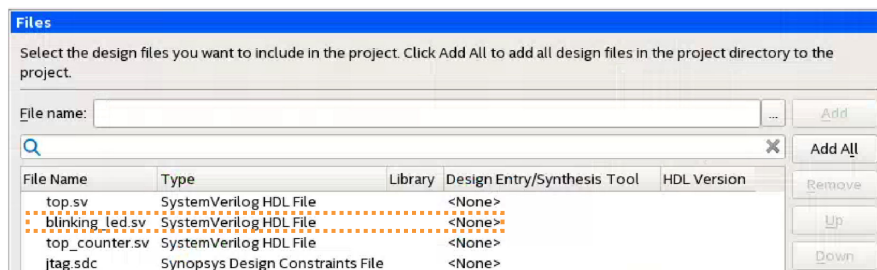 Files
Select the design files you want to include in the project. Click Add All to add all design files in the project directory to the
project.
File name: ... Add
Add All
File Name Type Library Design Entry/Synthesis Tool HDL Version Remove
top.sv SystemVerilog HDL File <None>
blinking_led.sv SystemVerilog HDL File <None> Up
top_counter.sv SystemVerilog HDL File <None>
jtag.sdc Synopsys Design Constraints File <None> Down